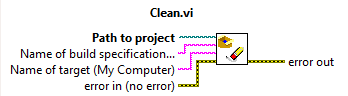 Clean.vi
Path to project
Name of build specification...
Name of target (My Computer)
error in (no error)
error out